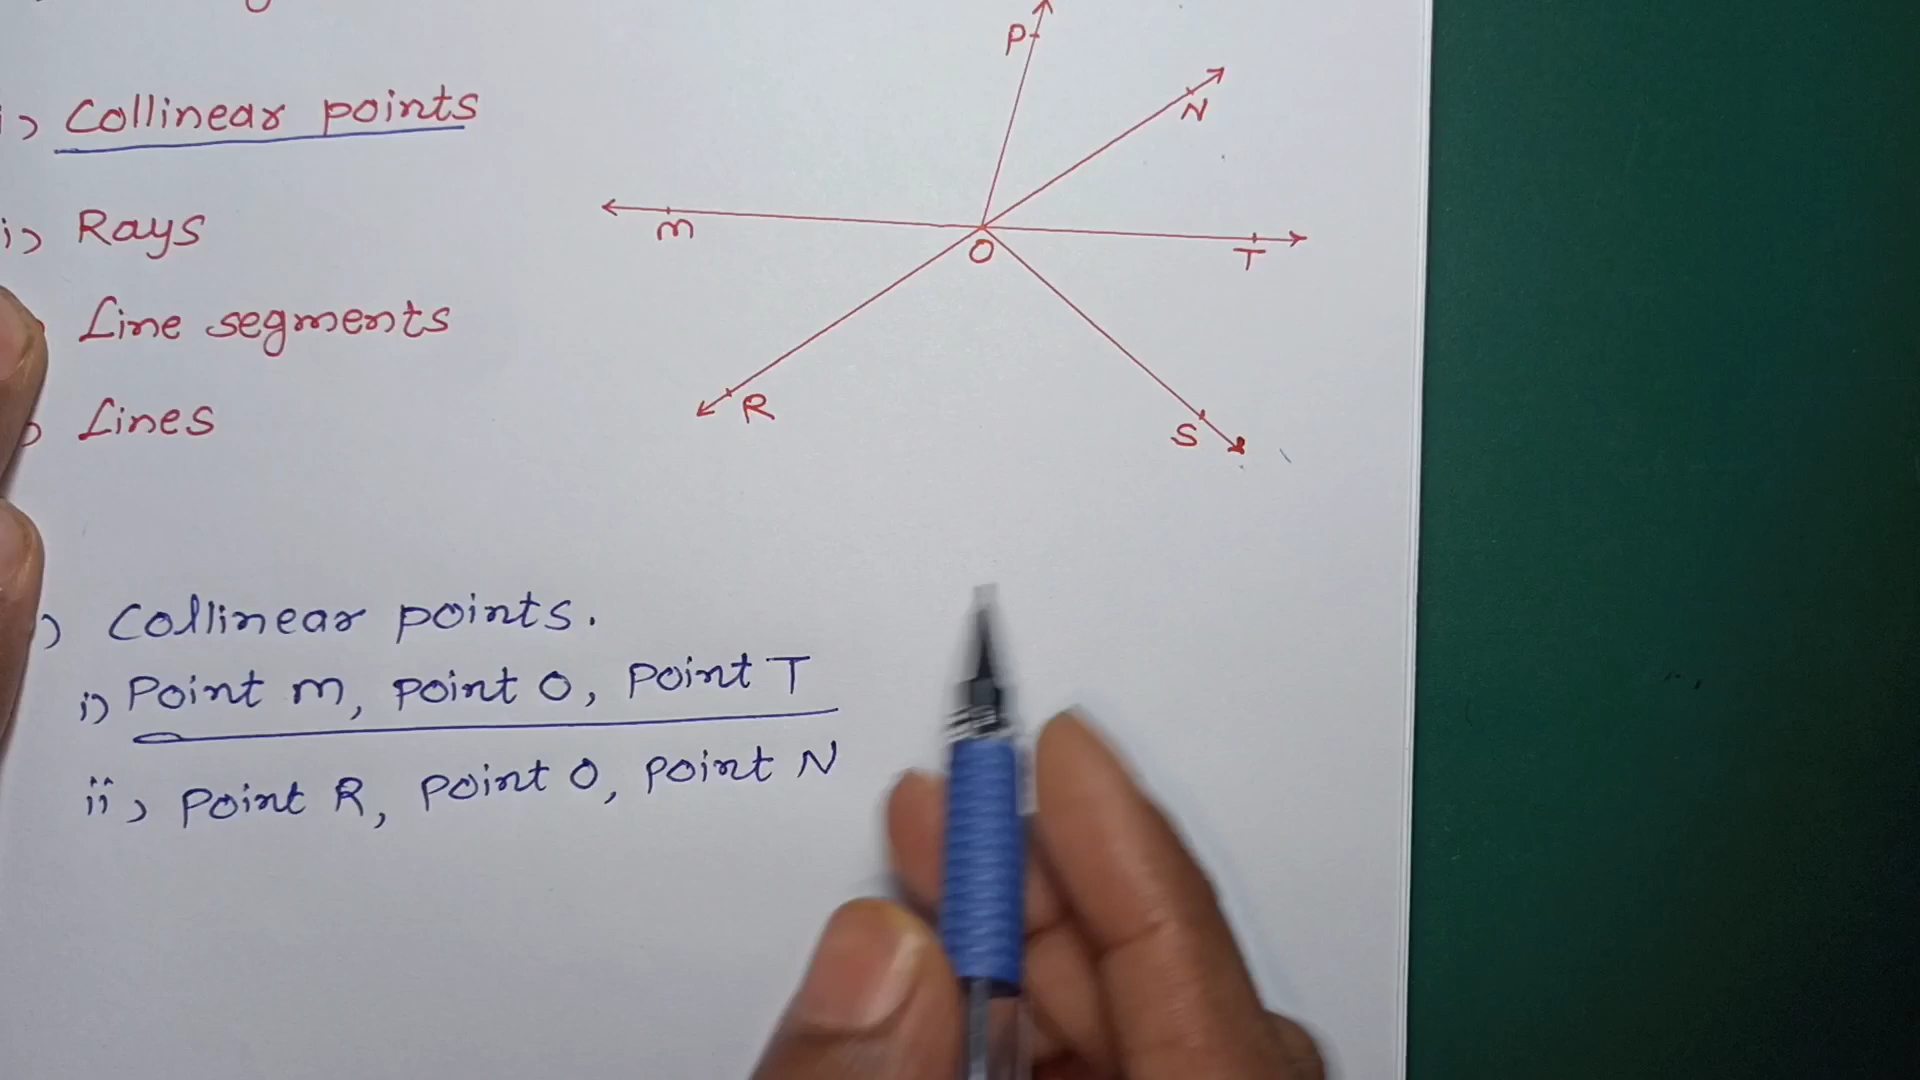 i) Collinear points
i) Rays
Line segments
) Lines
P
N
M
O
T
R
S
) Collinear points.
i) Point M, Point O, Point T
ii) Point R, Point O, Point N